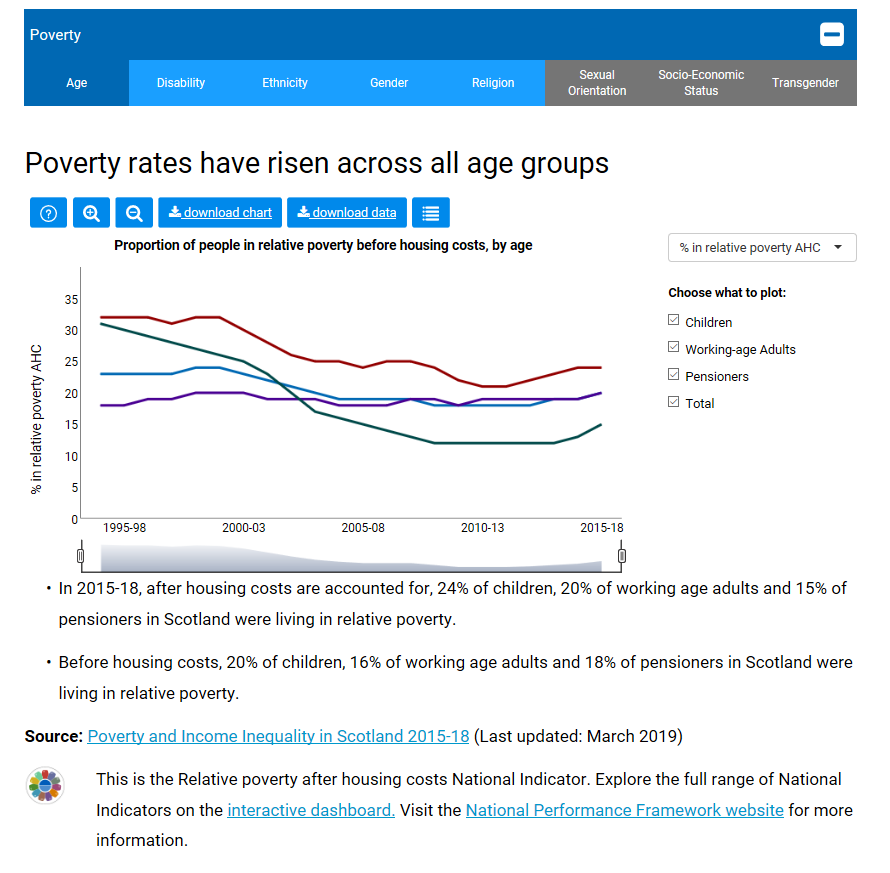 Poverty
Age
Disability
Ethnicity
Gender
Religion
Sexual
Orientation
Socio-Economic
Status
Transgender
Poverty rates have risen across all age groups
download chart
download data
Proportion of people in relative poverty before housing costs, by age
% in relative poverty AHC
Choose what to plot:
Children
Working-age Adults
Pensioners
Total
% in relative poverty AHC
35
30
25
20
15
10
5
0
1995-98
2000-03
2005-08
2010-13
2015-18
• In 2015-18, after housing costs are accounted for, 24% of children, 20% of working age adults and 15% of
pensioners in Scotland were living in relative poverty.
• Before housing costs, 20% of children, 16% of working age adults and 18% of pensioners in Scotland were
living in relative poverty.
Source: Poverty and Income Inequality in Scotland 2015-18 (Last updated: March 2019)
This is the Relative poverty after housing costs National Indicator. Explore the full range of National
Indicators on the interactive dashboard. Visit the National Performance Framework website for more
information.